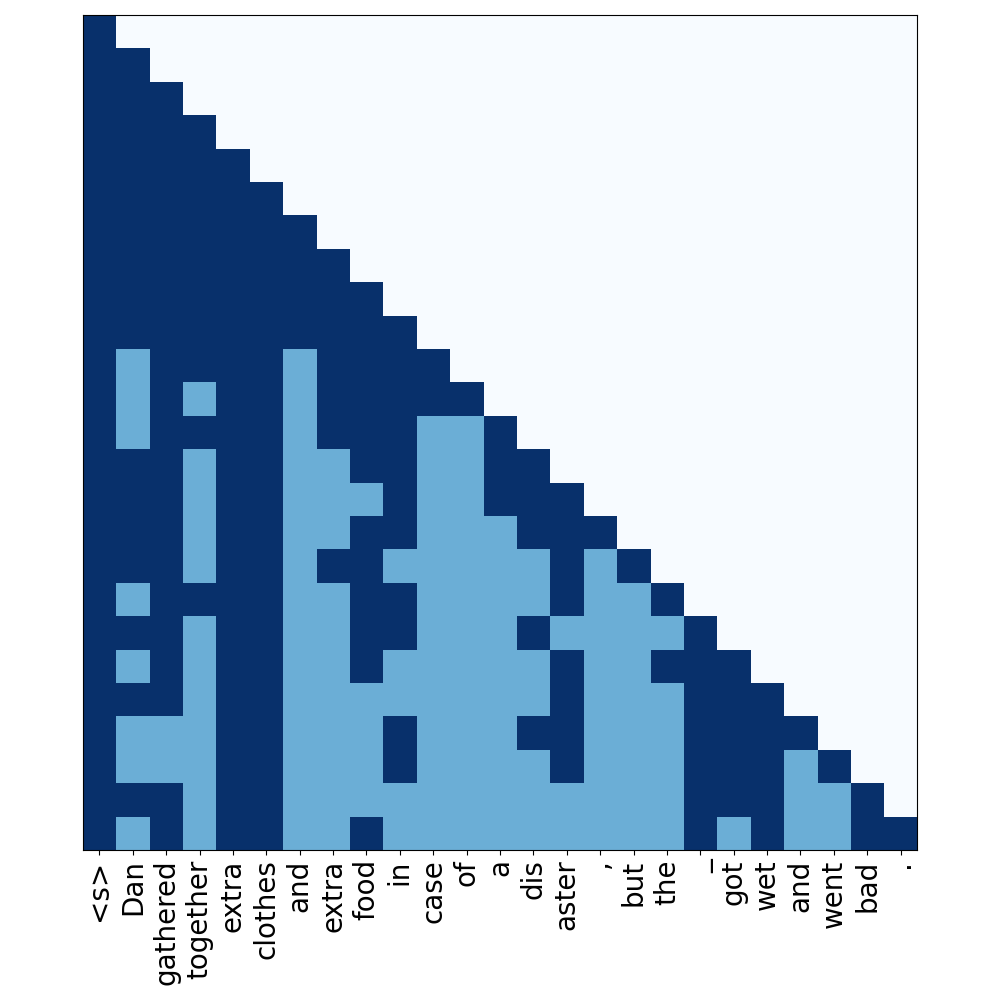 <s>
Dan
gathered
together
extra
clothes
and
extra
food
in
case
of
a
dis
aster
,
but
the
_
got
wet
and
went
bad
.